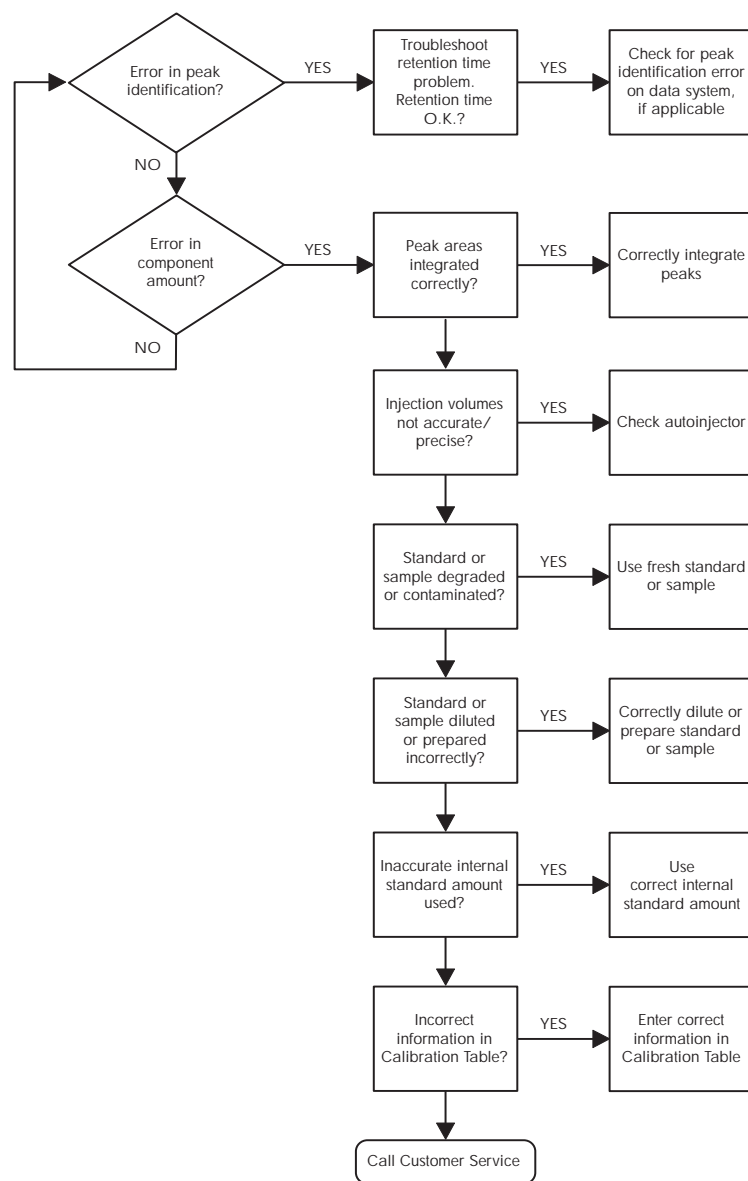 Error in peak
identification?
YES
Troubleshoot
retention time
problem.
Retention time
O.K.?
YES
Check for peak
identification error
on data system,
if applicable
NO
Error in
component
amount?
YES
Peak areas
integrated
correctly?
YES
Correctly integrate
peaks
NO
Injection volumes
not accurate/
precise?
YES
Check autoinjector
Standard or
sample degraded
or contaminated?
YES
Use fresh standard
or sample
Standard or
sample diluted
or prepared
incorrectly?
YES
Correctly dilute or
prepare standard
or sample
Inaccurate internal
standard amount
used?
YES
Use
correct internal
standard amount
Incorrect
information in
Calibration Table?
YES
Enter correct
information in
Calibration Table
Call Customer Service